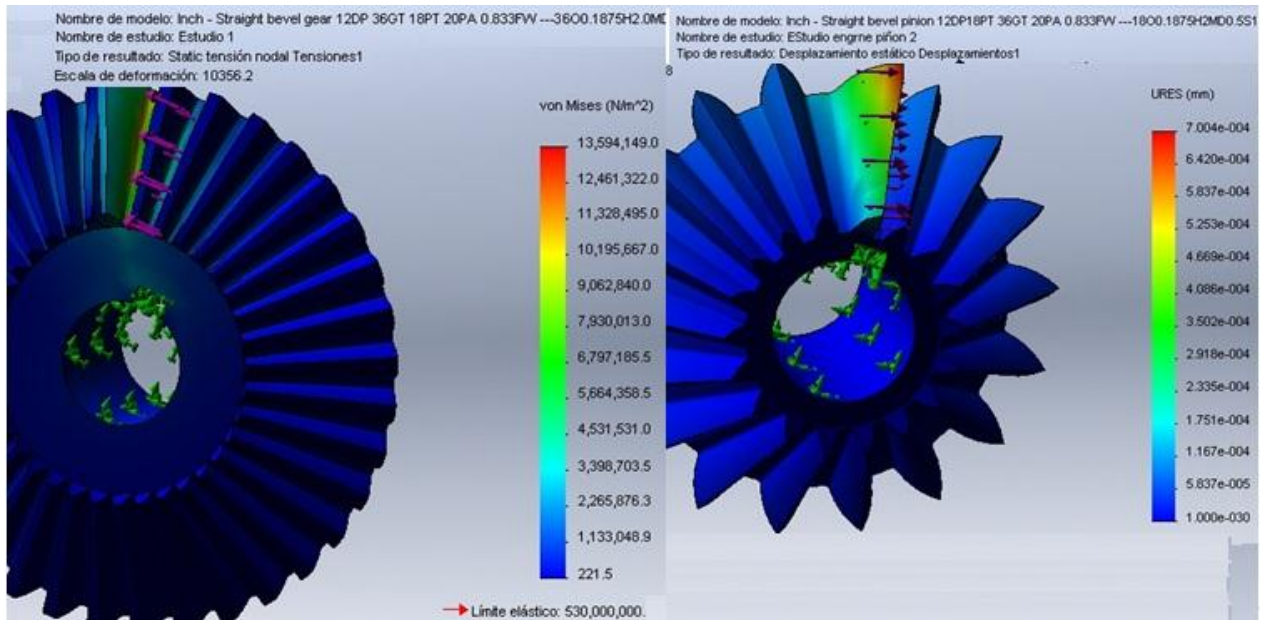 Nombre de modelo: Inch - Straight bevel gear 12DP 36GT 18PT 20PA 0.833FW ---36O0.1875H2.0MD
Nombre de estudio: Estudio 1
Tipo de resultado: Static tensión nodal Tensiones1
Escala de deformación: 10356.2
von Mises (N/m^2)
13,594,149.0
12,461,322.0
11,328,495.0
10,195,667.0
9,062,840.0
7,930,013.0
6,797,185.5
5,664,358.5
4,531,531.0
3,398,703.5
2,265,876.3
1,133,048.9
221.5
Límite elástico: 530,000,000.
Nombre de modelo: Inch - Straight bevel pinion 12DP18PT 36GT 20PA 0.833FW ---18O0.1875H2MD0.5S1
Nombre de estudio: EStudio engrne piñon 2
Tipo de resultado: Desplazamiento estático Desplazamientos1
8
URES (mm)
7.004e-004
6.420e-004
5.837e-004
5.253e-004
4.669e-004
4.086e-004
3.502e-004
2.918e-004
2.335e-004
1.751e-004
1.167e-004
5.837e-005
1.000e-030